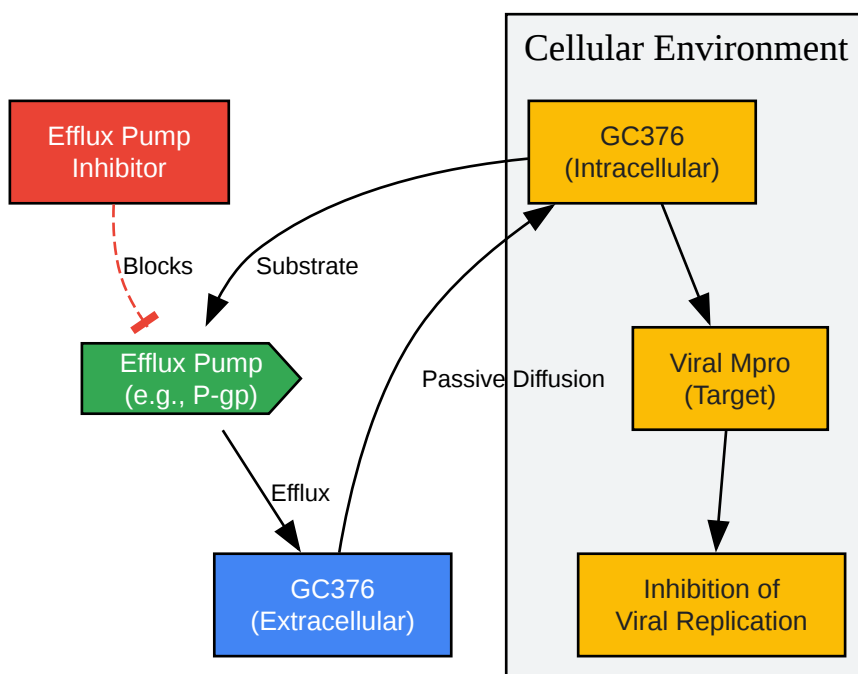 Cellular Environment
Efflux Pump
Inhibitor
GC376
(Intracellular)
Blocks
Substrate
Efflux Pump
(e.g., P-gp)
Passive Diffusion
Viral Mpro
(Target)
Efflux
GC376
(Extracellular)
Inhibition of
Viral Replication